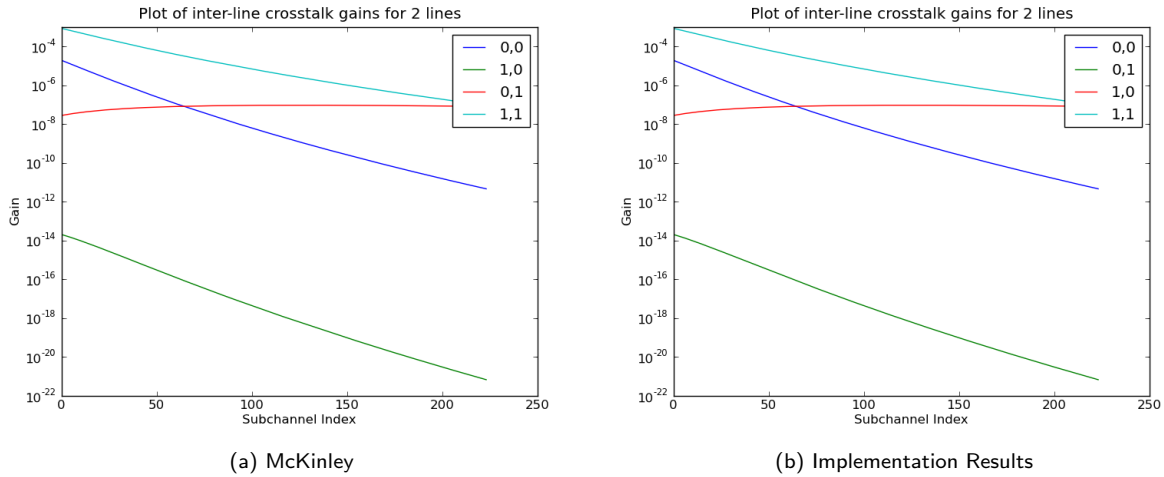 Plot of inter-line crosstalk gains for 2 lines
10^-4
10^-6
10^-8
10^-10
10^-12
10^-14
10^-16
10^-18
10^-20
10^-22
Gain
0,0
1,0
0,1
1,1
0 50 100 150 200 250
Subchannel Index
(a) McKinley
Plot of inter-line crosstalk gains for 2 lines
10^-4
10^-6
10^-8
10^-10
10^-12
10^-14
10^-16
10^-18
10^-20
10^-22
Gain
0,0
0,1
1,0
1,1
0 50 100 150 200 250
Subchannel Index
(b) Implementation Results